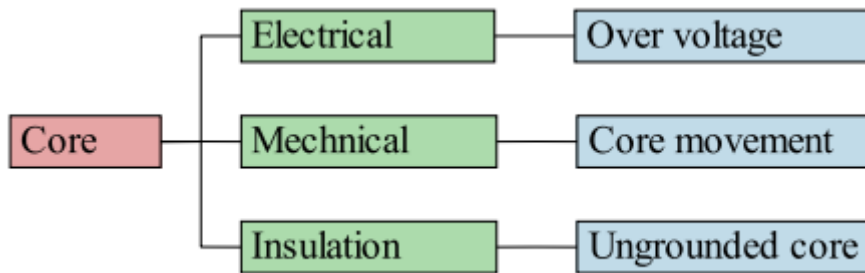 Electrical
Over voltage
Core
Mechnical
Core movement
Insulation
Ungrounded core